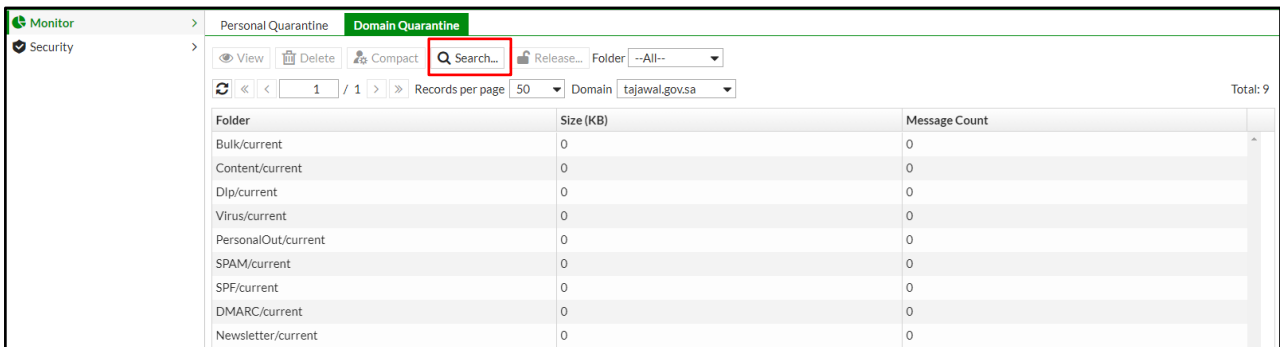 Monitor
Security
Personal Quarantine Domain Quarantine
View Delete Compact Search... Release... Folder --All--
1 / 1 Records per page 50 Domain tajawal.gov.sa Total: 9
Folder Size (KB) Message Count
Bulk/current 0 0
Content/current 0 0
Dlp/current 0 0
Virus/current 0 0
PersonalOut/current 0 0
SPAM/current 0 0
SPF/current 0 0
DMARC/current 0 0
Newsletter/current 0 0